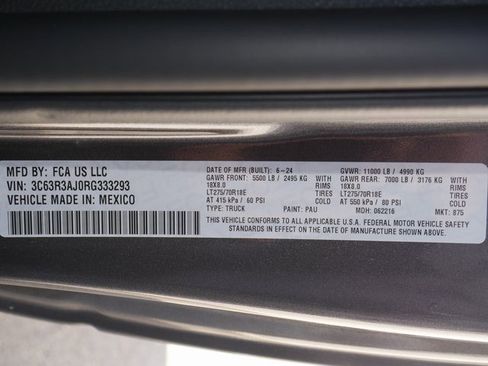 MFD BY: FCA US LLC
VIN: 3C63R3AJ0RG333293
VEHICLE MADE IN: MEXICO
DATE OF MFR (BUILT): 6-24 GVWR: 11000 LB / 4990 KG
GAWR FRONT: 5500 LB / 2495 KG GAWR REAR: 7000 LB / 3176 KG
18X8.0 RIMS 18X8.0 RIMS
LT275/70R18E TIRES LT275/70R18E TIRES
AT 415 kPa / 60 PSI COLD AT 550 kPa / 80 PSI COLD
TYPE: TRUCK PAINT: PAU MDH: 062216 MKT: 875
THIS VEHICLE CONFORMS TO ALL APPLICABLE U.S.A. FEDERAL MOTOR VEHICLE SAFETY
STANDARDS IN EFFECT ON THE DATE OF MANUFACTURE SHOWN ABOVE.